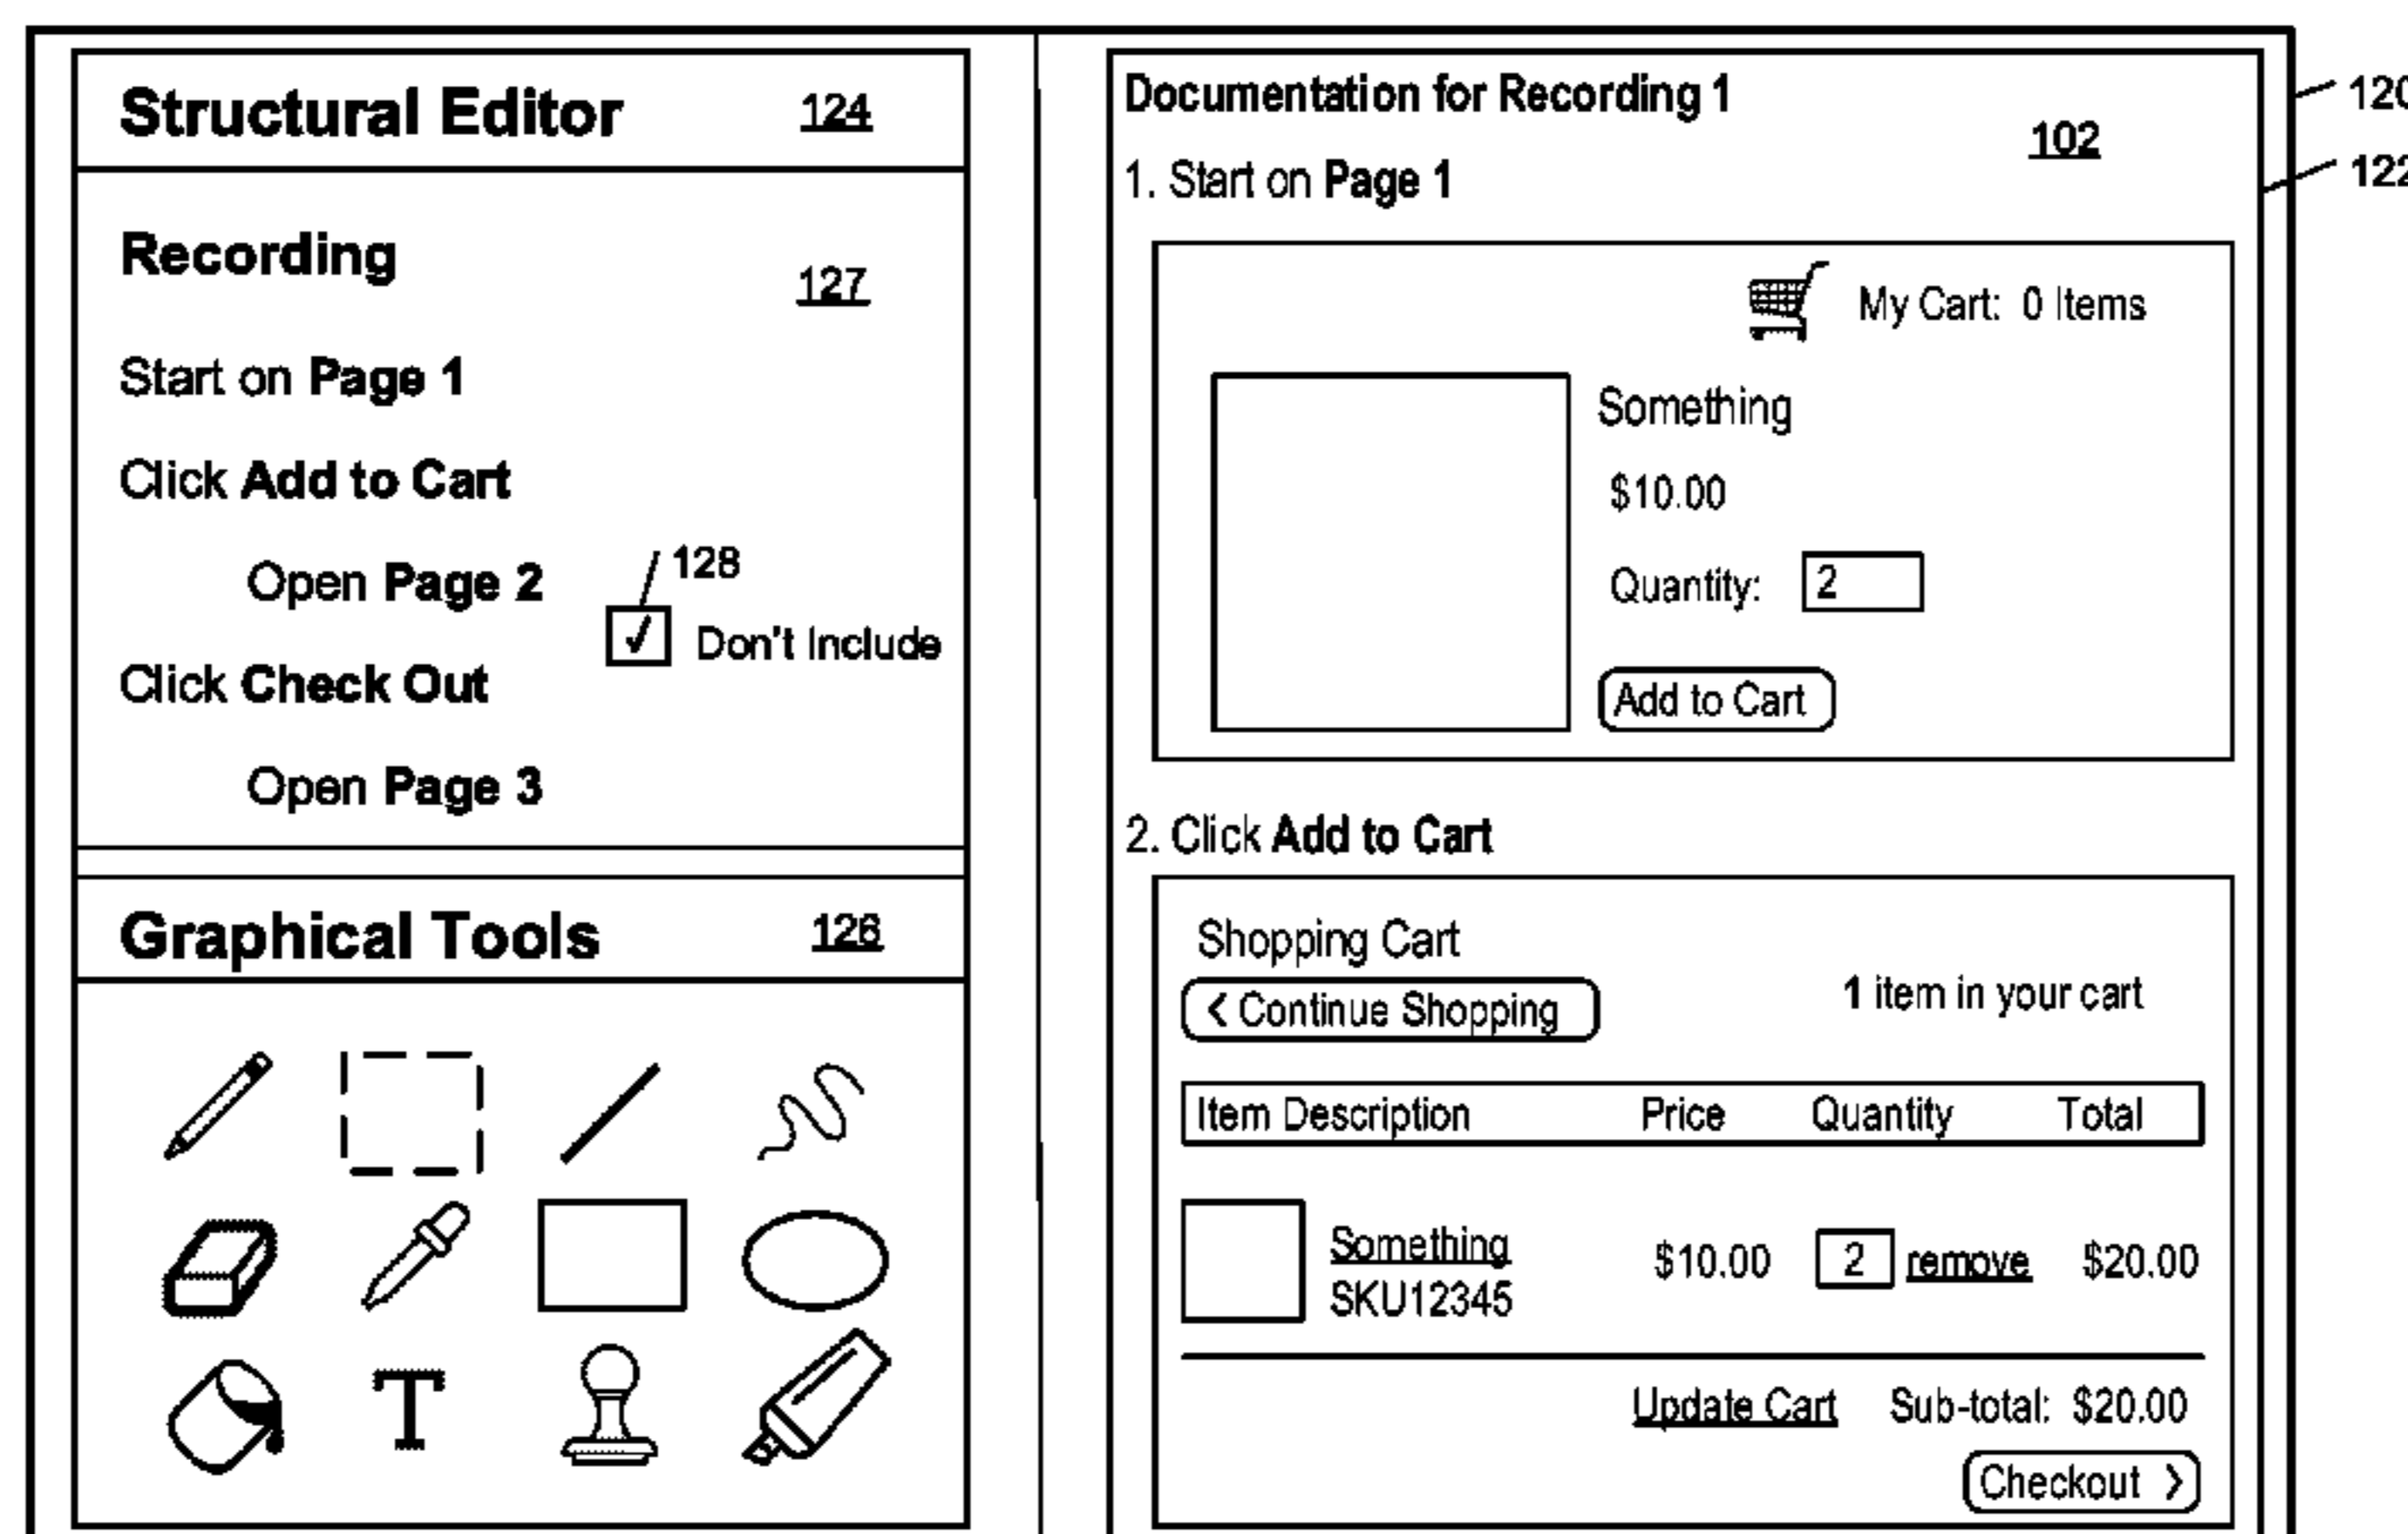 Structural Editor 124
Recording
127
Start on Page 1
Click Add to Cart
Open Page 2
128
✓ Don't Include
Click Check Out
Open Page 3
Graphical Tools 126
T
Documentation for Recording 1
102
120
122
1. Start on Page 1
My Cart: 0 Items
Something
$10.00
Quantity: 2
Add to Cart
2. Click Add to Cart
Shopping Cart
< Continue Shopping
1 item in your cart
Item Description Price Quantity Total
Something $10.00 2 remove $20.00
SKU12345
Update Cart Sub-total: $20.00
Checkout >